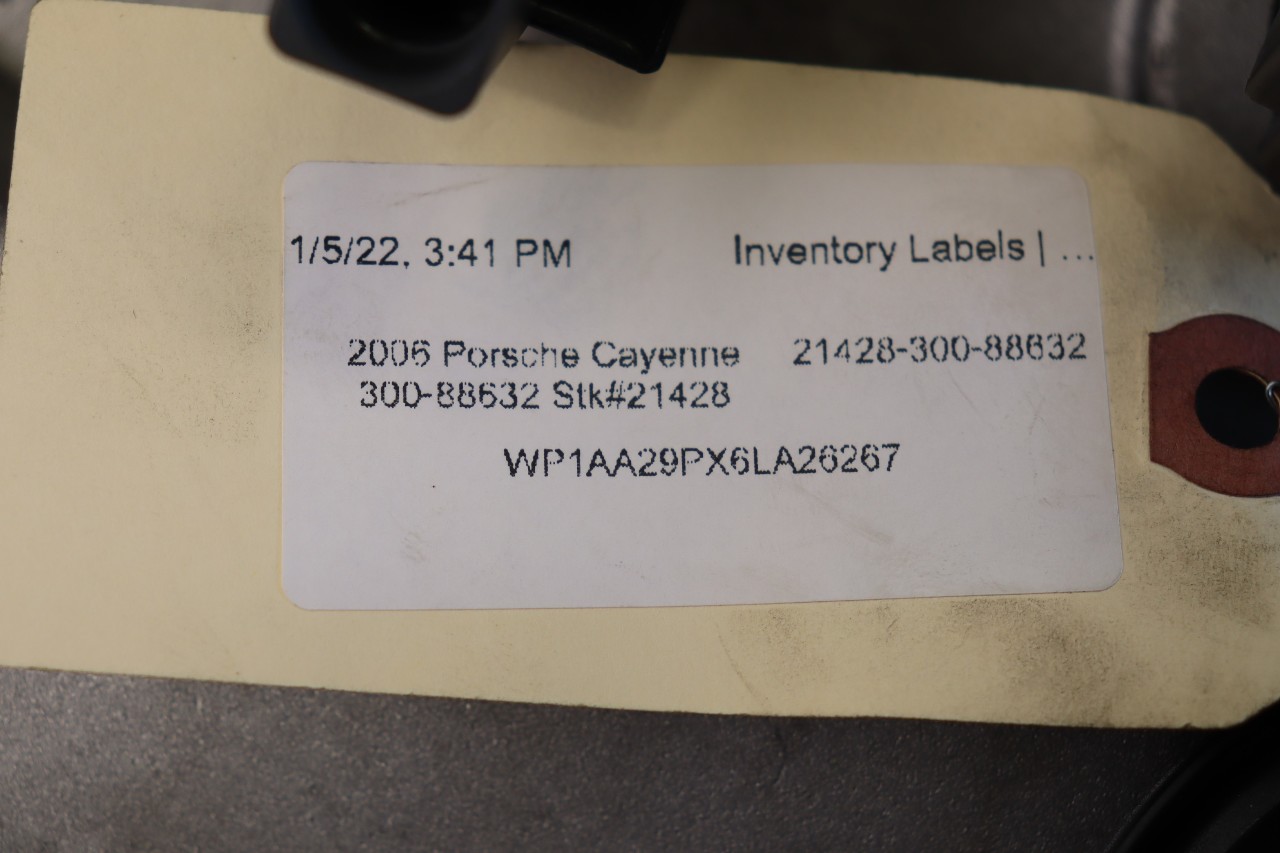 1/5/22, 3:41 PM Inventory Labels | ...
2006 Porsche Cayenne 21428-300-88632
300-88632 Stk#21428
WP1AA29PX6LA26267